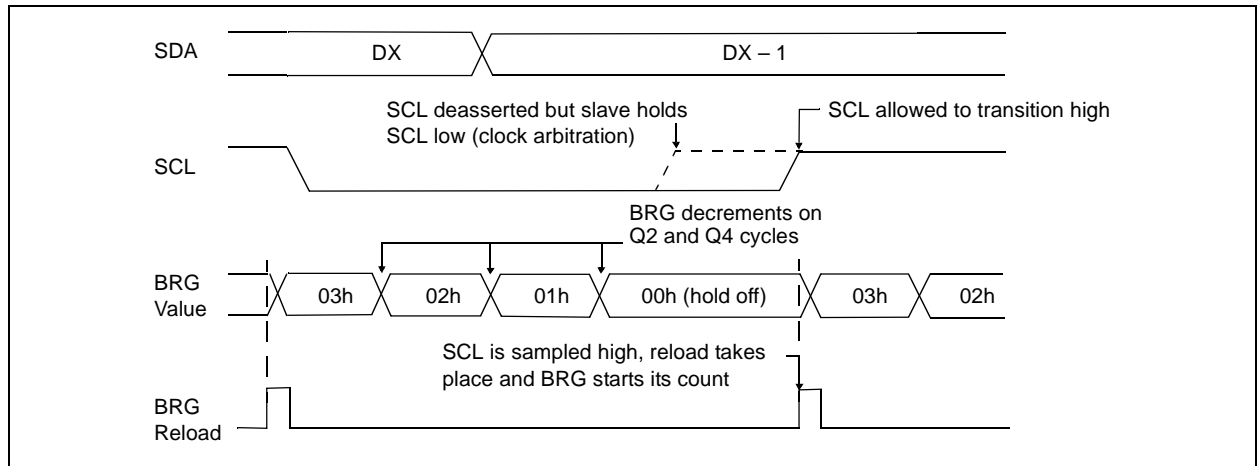 SDA
DX
DX – 1
SCL deasserted but slave holds
SCL low (clock arbitration)
SCL allowed to transition high
SCL
BRG decrements on
Q2 and Q4 cycles
BRG
Value
03h
02h
01h
00h (hold off)
03h
02h
SCL is sampled high, reload takes
place and BRG starts its count
BRG
Reload